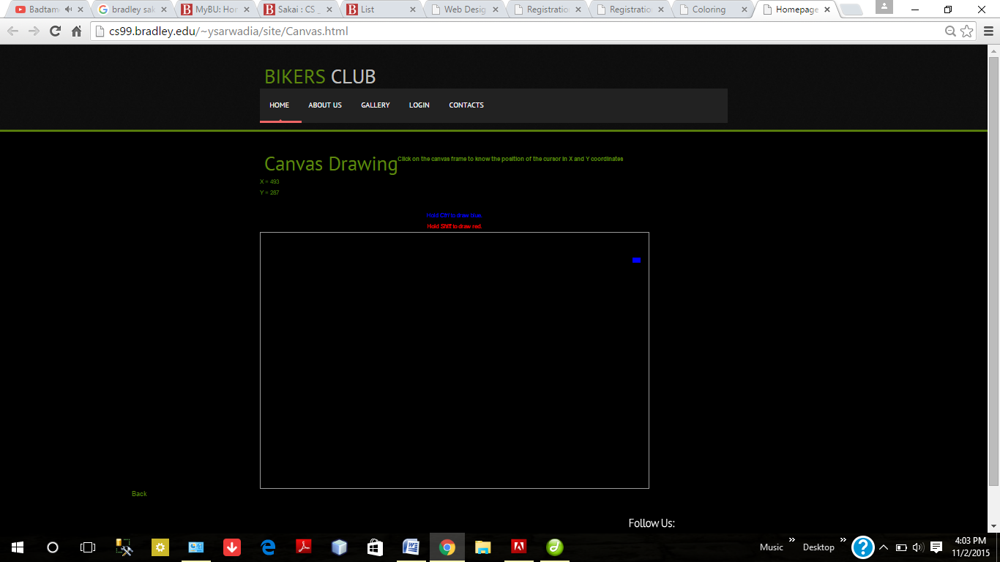 Badtam
bradley sak
MyBU: Hor
Sakai : CS _
List
Web Desig
Registratio
Registratio
Coloring
Homepage
cs99.bradley.edu/~ysarwadia/site/Canvas.html
BIKERS CLUB
HOME ABOUT US GALLERY LOGIN CONTACTS
Canvas Drawing Click on the canvas frame to know the position of the cursor in X and Y coordinates
X = 493
Y = 287
Hold Ctrl to draw blue.
Hold Shift to draw red.
Back
Follow Us:
Music
Desktop
4:03 PM
11/2/2015